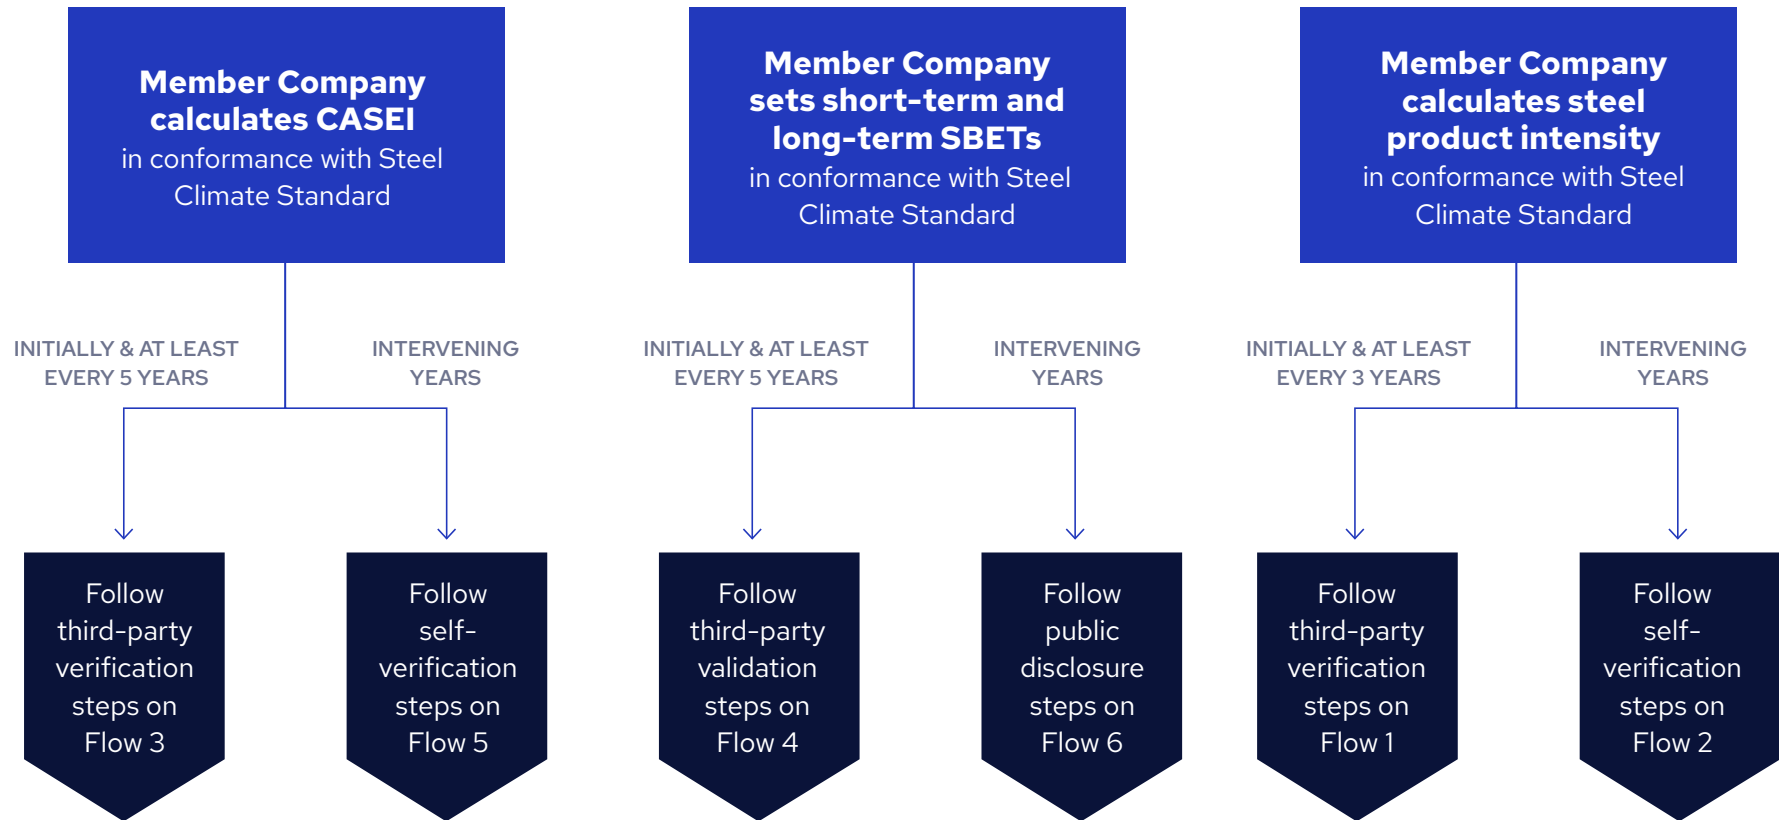 Member Company
calculates CASEI
in conformance with Steel
Climate Standard
Member Company
sets short-term and
long-term SBETs
in conformance with Steel
Climate Standard
Member Company
calculates steel
product intensity
in conformance with Steel
Climate Standard
INITIALLY & AT LEAST
EVERY 5 YEARS
INTERVENING
YEARS
INITIALLY & AT LEAST
EVERY 5 YEARS
INTERVENING
YEARS
INITIALLY & AT LEAST
EVERY 3 YEARS
INTERVENING
YEARS
Follow
third-party
verification
steps on
Flow 3
Follow
self-
verification
steps on
Flow 5
Follow
third-party
validation
steps on
Flow 4
Follow
public
disclosure
steps on
Flow 6
Follow
third-party
verification
steps on
Flow 1
Follow
self-
verification
steps on
Flow 2